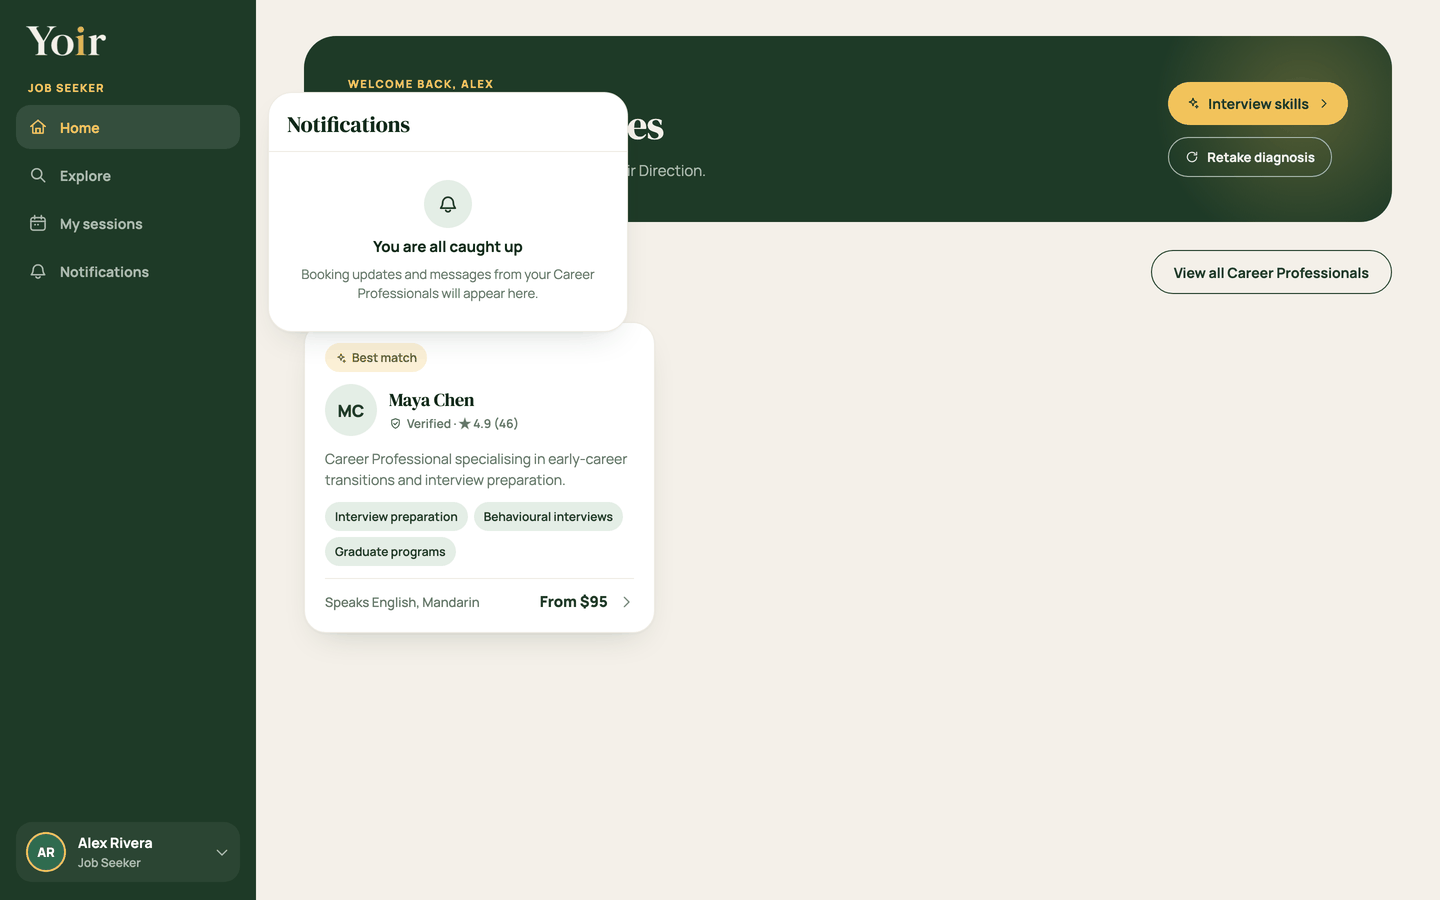 Yoir
JOB SEEKER
Home
Explore
My sessions
Notifications
AR
Alex Rivera
Job Seeker
WELCOME BACK, ALEX
Direction.
Interview skills
Retake diagnosis
Notifications
You are all caught up
Booking updates and messages from your Career
Professionals will appear here.
View all Career Professionals
Best match
MC
Maya Chen
Verified · ★ 4.9 (46)
Career Professional specialising in early-career
transitions and interview preparation.
Interview preparation
Behavioural interviews
Graduate programs
Speaks English, Mandarin
From $95